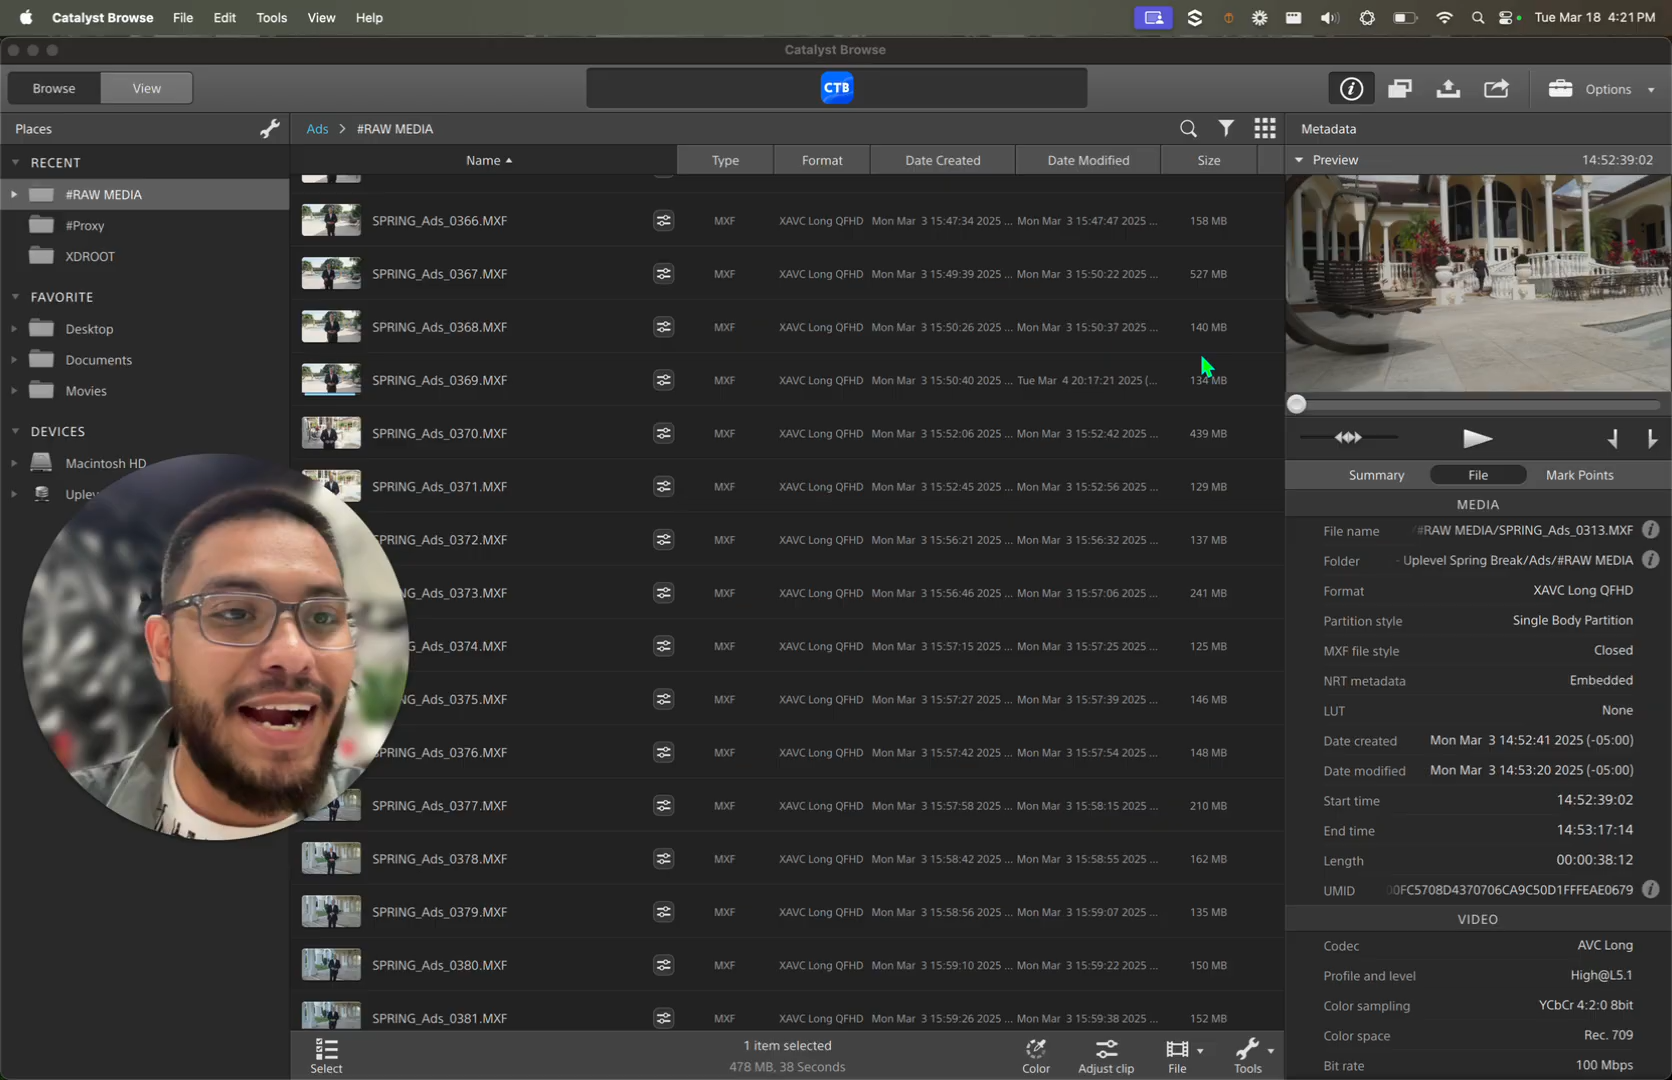 Catalyst Browse File Edit Tools View Help Tue Mar 18 4:21 PM
Catalyst Browse
Browse View CTB Options
Places Ads > #RAW MEDIA Metadata
RECENT Name Type Format Date Created Date Modified Size Preview 14:52:39:02
#RAW MEDIA
#Proxy
XDROOT
FAVORITE
Desktop
Documents
Movies
DEVICES
Macintosh HD
Uplev
SPRING_Ads_0366.MXF MXF XAVC Long QFHD Mon Mar 3 15:47:34 2025 ... Mon Mar 3 15:47:47 2025 ... 158 MB
SPRING_Ads_0367.MXF MXF XAVC Long QFHD Mon Mar 3 15:49:39 2025 ... Mon Mar 3 15:50:22 2025 ... 527 MB
SPRING_Ads_0368.MXF MXF XAVC Long QFHD Mon Mar 3 15:50:26 2025 ... Mon Mar 3 15:50:37 2025 ... 140 MB
SPRING_Ads_0369.MXF MXF XAVC Long QFHD Mon Mar 3 15:50:40 2025 ... Tue Mar 4 20:17:21 2025 (... 134 MB
SPRING_Ads_0370.MXF MXF XAVC Long QFHD Mon Mar 3 15:52:06 2025 ... Mon Mar 3 15:52:42 2025 ... 439 MB
SPRING_Ads_0371.MXF MXF XAVC Long QFHD Mon Mar 3 15:52:45 2025 ... Mon Mar 3 15:52:56 2025 ... 129 MB
PRING_Ads_0372.MXF MXF XAVC Long QFHD Mon Mar 3 15:56:21 2025 ... Mon Mar 3 15:56:32 2025 ... 137 MB
RING_Ads_0373.MXF MXF XAVC Long QFHD Mon Mar 3 15:56:46 2025 ... Mon Mar 3 15:57:06 2025 ... 241 MB
RING_Ads_0374.MXF MXF XAVC Long QFHD Mon Mar 3 15:57:15 2025 ... Mon Mar 3 15:57:25 2025 ... 125 MB
RING_Ads_0375.MXF MXF XAVC Long QFHD Mon Mar 3 15:57:27 2025 ... Mon Mar 3 15:57:39 2025 ... 146 MB
PRING_Ads_0376.MXF MXF XAVC Long QFHD Mon Mar 3 15:57:42 2025 ... Mon Mar 3 15:57:54 2025 ... 148 MB
SPRING_Ads_0377.MXF MXF XAVC Long QFHD Mon Mar 3 15:57:58 2025 ... Mon Mar 3 15:58:15 2025 ... 210 MB
SPRING_Ads_0378.MXF MXF XAVC Long QFHD Mon Mar 3 15:58:42 2025 ... Mon Mar 3 15:58:55 2025 ... 162 MB
SPRING_Ads_0379.MXF MXF XAVC Long QFHD Mon Mar 3 15:58:56 2025 ... Mon Mar 3 15:59:07 2025 ... 135 MB
SPRING_Ads_0380.MXF MXF XAVC Long QFHD Mon Mar 3 15:59:10 2025 ... Mon Mar 3 15:59:22 2025 ... 150 MB
SPRING_Ads_0381.MXF MXF XAVC Long QFHD Mon Mar 3 15:59:26 2025 ... Mon Mar 3 15:59:38 2025 ... 152 MB
Select
1 item selected
478 MB, 38 Seconds
Color Adjust clip File Tools
Summary File Mark Points
MEDIA
File name #RAW MEDIA/SPRING_Ads_0313.MXF
Folder - Uplevel Spring Break/Ads/#RAW MEDIA
Format XAVC Long QFHD
Partition style Single Body Partition
MXF file style Closed
NRT metadata Embedded
LUT None
Date created Mon Mar 3 14:52:41 2025 (-05:00)
Date modified Mon Mar 3 14:53:20 2025 (-05:00)
Start time 14:52:39:02
End time 14:53:17:14
Length 00:00:38:12
UMID 00FC5708D4370706CA9C50D1FFFEAE0679
VIDEO
Codec AVC Long
Profile and level High@L5.1
Color sampling YCbCr 4:2:0 8bit
Color space Rec. 709
Bit rate 100 Mbps